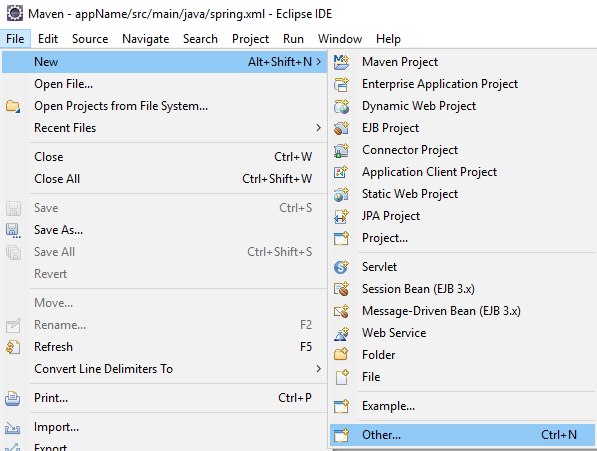 Maven - appName/src/main/java/spring.xml - Eclipse IDE
File Edit Source Navigate Search Project Run Window Help
New Alt+Shift+N
Open File...
Open Projects from File System...
Recent Files
Close Ctrl+W
Close All Ctrl+Shift+W
Save Ctrl+S
Save As...
Save All Ctrl+Shift+S
Revert
Move...
Rename... F2
Refresh F5
Convert Line Delimiters To
Print... Ctrl+P
Import...
Export...
Maven Project
Enterprise Application Project
Dynamic Web Project
EJB Project
Connector Project
Application Client Project
Static Web Project
JPA Project
Project...
Servlet
Session Bean (EJB 3.x)
Message-Driven Bean (EJB 3.x)
Web Service
Folder
File
Example...
Other... Ctrl+N